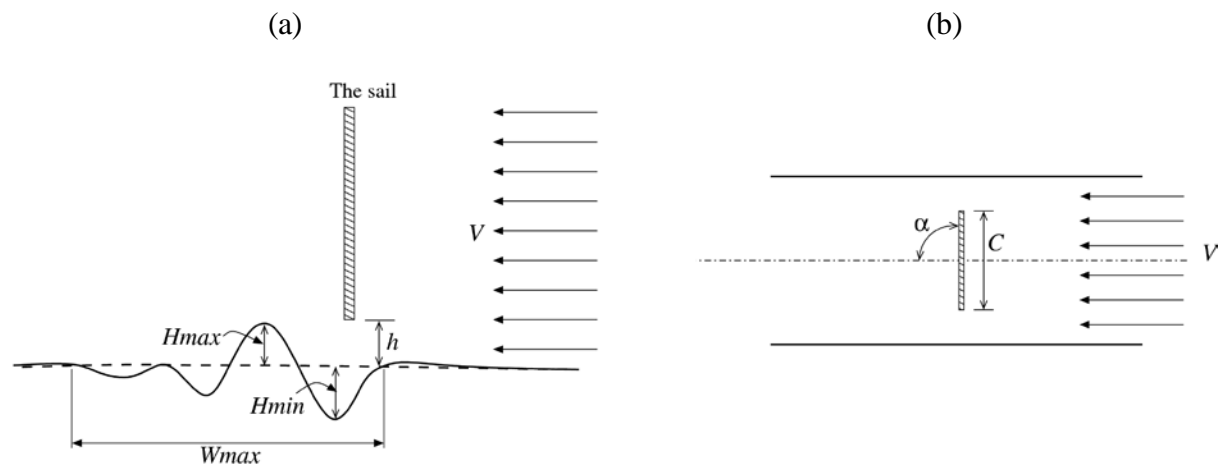 (a)
The sail
V
Hmax
h
Hmin
Wmax
(b)
α
C
V